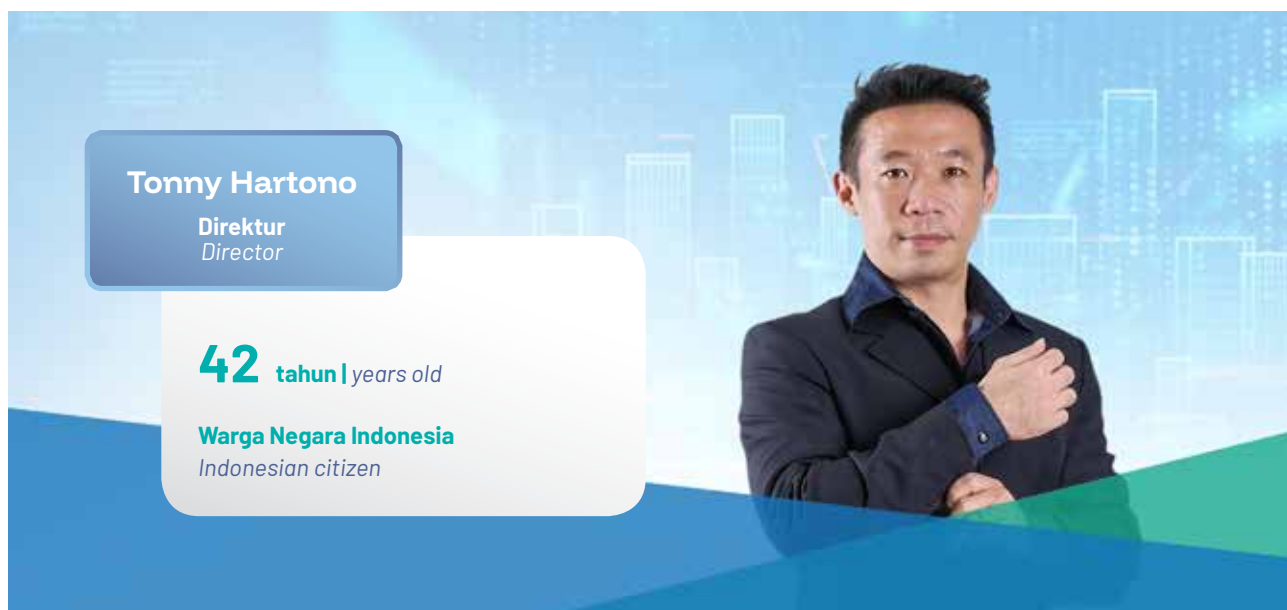 Tonny Hartono
Direktur
Director
42 tahun | years old
Warga Negara Indonesia
Indonesian citizen